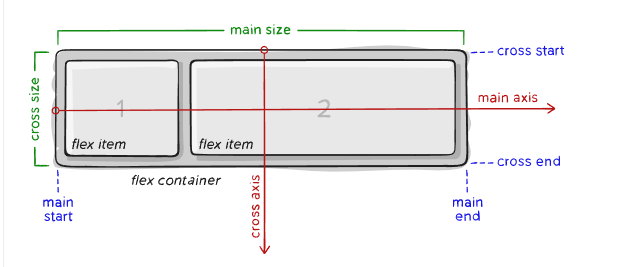 main size
cross start
cross size
1
2
main axis
flex item
flex item
cross end
flex container
cross axis
main
start
main
end